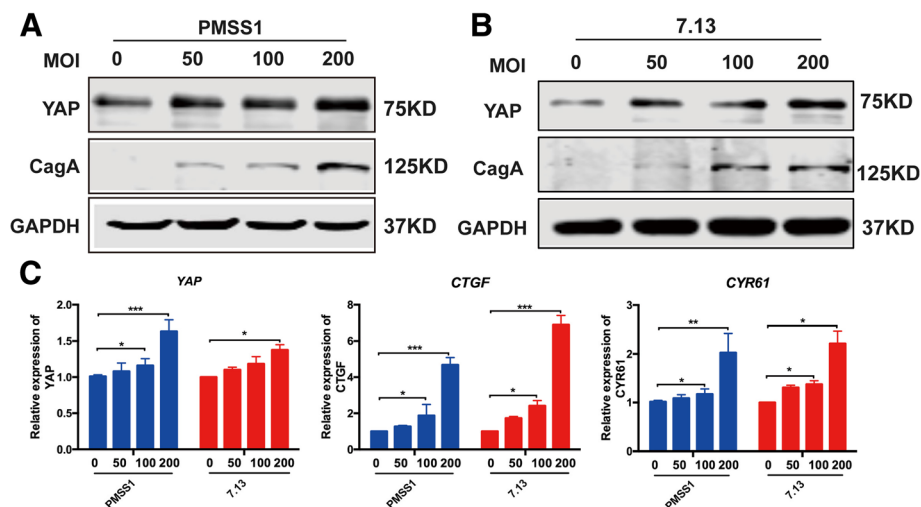 A
PMSS1
MOI 0 50 100 200
YAP 75KD
CagA 125KD
GAPDH 37KD
B
7.13
MOI 0 50 100 200
YAP 75KD
CagA 125KD
GAPDH 37KD
C
YAP
Relative expression of
YAP
2.0
1.5
1.0
0.5
0.0
***
*
*
0 50 100 200 0 50 100 200
PMSS1 7.13
CTGF
Relative expression of
CTGF
8
6
4
2
0
***
***
*
*
0 50 100 200 0 50 100 200
PMSS1 7.13
CYR61
Relative expression of
CYR61
3
2
1
0
**
*
*
*
0 50 100 200 0 50 100 200
PMSS1 7.13